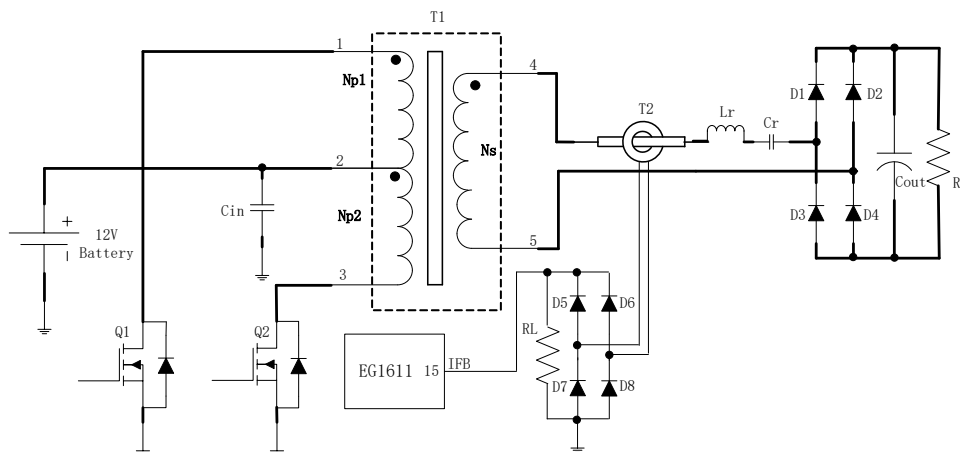 T1
1
Np1
4
D1
D2
T2
Lr
Cr
Ns
2
Cout
R
Np2
Cin
D3
D4
+
12V
Battery
5
3
D5
D6
Q1
Q2
RL
EG1611
15
IFB
D7
D8